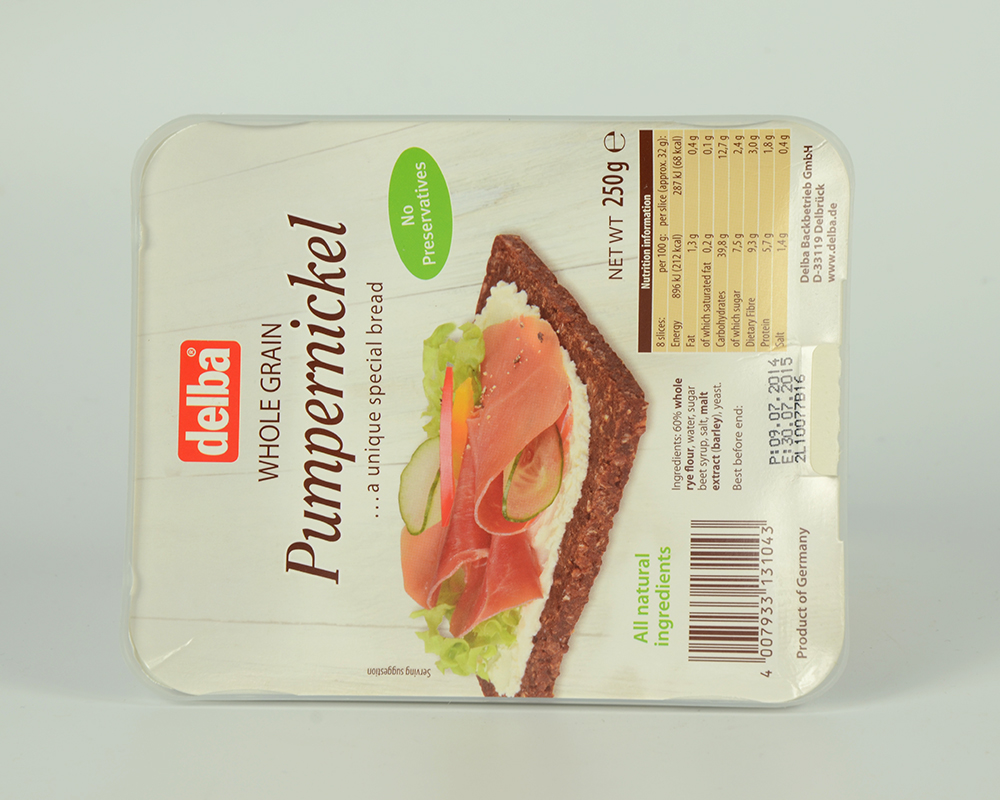 delba®
WHOLE GRAIN
Pumpernickel
...a unique special bread
No
Preservatives
Serving suggestion
All natural
ingredients
NET WT 250g e
Nutrition information
8 slices: per 100 g: per slice (approx. 32 g):
Energy 896 kJ (212 kcal) 287 kJ (68 kcal)
Fat 1,3 g 0,4 g
of which saturated fat 0,2 g 0,1 g
Carbohydrates 39,8 g 12,7 g
of which sugar 7,5 g 2,4 g
Dietary Fibre 9,3 g 3,0 g
Protein 5,7 g 1,8 g
Salt 1,4 g 0,4 g
Ingredients: 60% whole
rye flour, water, sugar
beet syrup, salt, malt
extract (barley), yeast.
Best before end:
P:09.07.2014
E:30.07.2015
2L10077B16
4 007933 131043
Product of Germany
Delba Backbetrieb GmbH
D-33119 Delbrück
www.delba.de